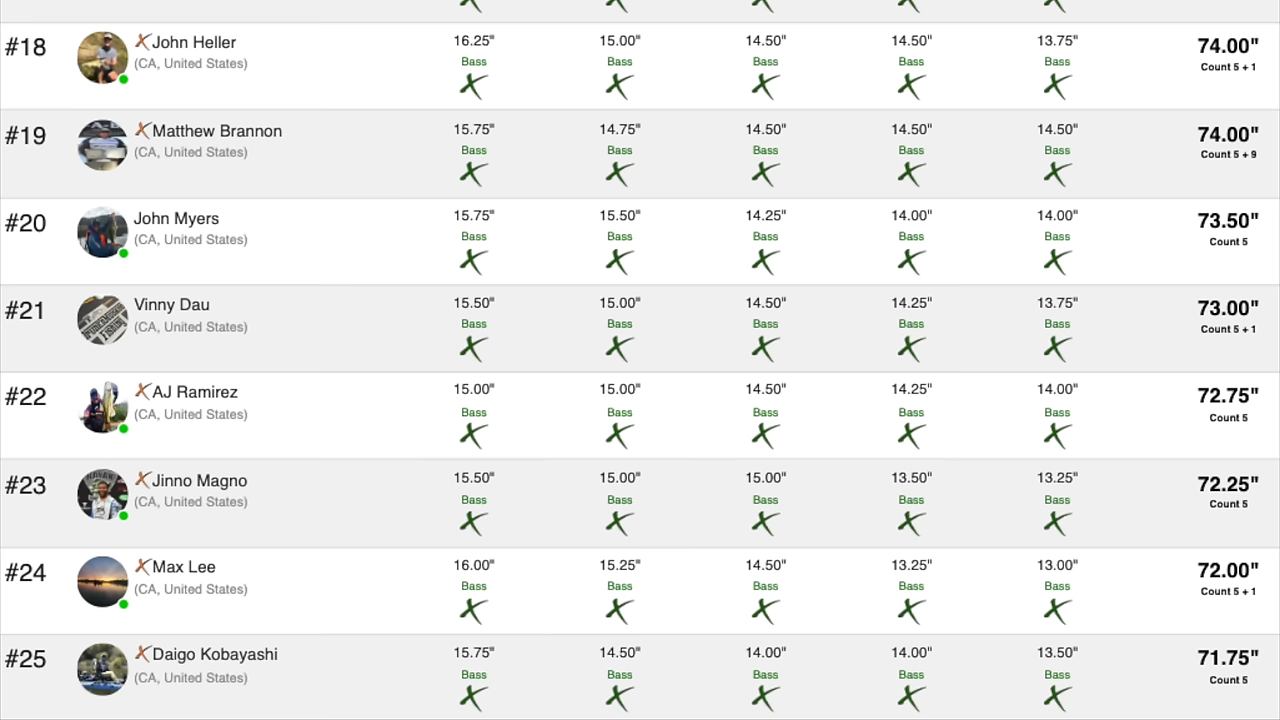 #18 John Heller 16.25" 15.00" 14.50" 14.50" 13.75" 74.00"
(CA, United States) Bass Bass Bass Bass Bass Count 5 + 1
#19 Matthew Brannon 15.75" 14.75" 14.50" 14.50" 14.50" 74.00"
(CA, United States) Bass Bass Bass Bass Bass Count 5 + 9
#20 John Myers 15.75" 15.50" 14.25" 14.00" 14.00" 73.50"
(CA, United States) Bass Bass Bass Bass Bass Count 5
#21 Vinny Dau 15.50" 15.00" 14.50" 14.25" 13.75" 73.00"
(CA, United States) Bass Bass Bass Bass Bass Count 5 + 1
#22 AJ Ramirez 15.00" 15.00" 14.50" 14.25" 14.00" 72.75"
(CA, United States) Bass Bass Bass Bass Bass Count 5
#23 Jinno Magno 15.50" 15.00" 15.00" 13.50" 13.25" 72.25"
(CA, United States) Bass Bass Bass Bass Bass Count 5
#24 Max Lee 16.00" 15.25" 14.50" 13.25" 13.00" 72.00"
(CA, United States) Bass Bass Bass Bass Bass Count 5 + 1
#25 Daigo Kobayashi 15.75" 14.50" 14.00" 14.00" 13.50" 71.75"
(CA, United States) Bass Bass Bass Bass Bass Count 5